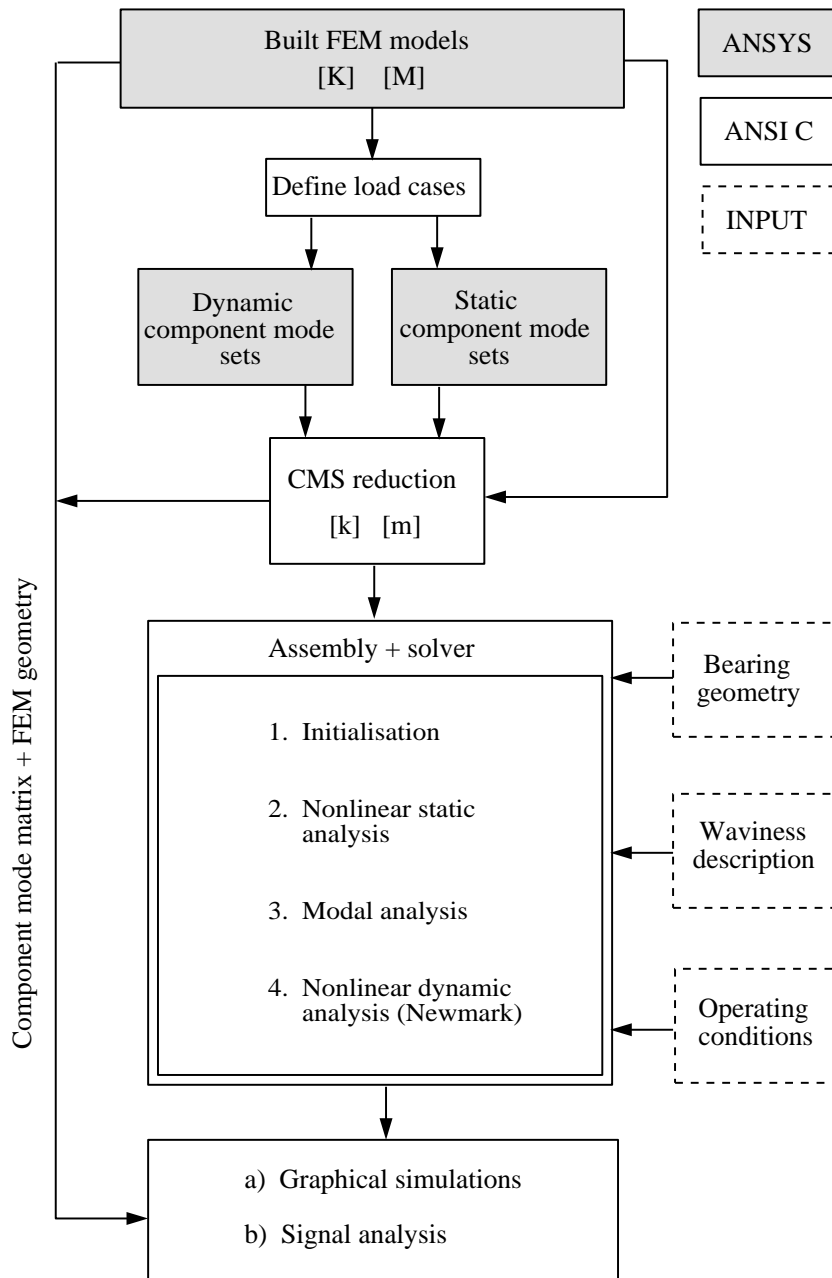 Built FEM models
[K] [M]
ANSYS
ANSI C
INPUT
Define load cases
Dynamic
component mode
sets
Static
component mode
sets
CMS reduction
[k] [m]
Component mode matrix + FEM geometry
Assembly + solver
1. Initialisation
2. Nonlinear static
analysis
3. Modal analysis
4. Nonlinear dynamic
analysis (Newmark)
Bearing
geometry
Waviness
description
Operating
conditions
a) Graphical simulations
b) Signal analysis